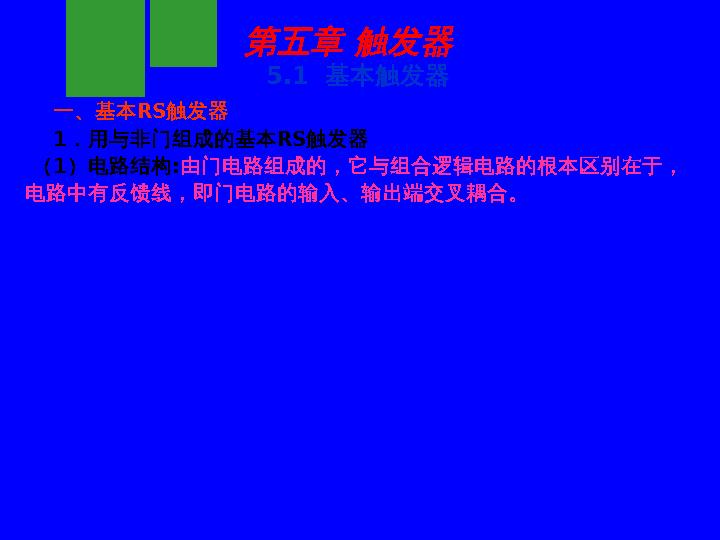 第五章 触发器
5.1 基本触发器
一、基本RS触发器
1．用与非门组成的基本RS触发器
（1）电路结构:由门电路组成的，它与组合逻辑电路的根本区别在于，
电路中有反馈线，即门电路的输入、输出端交叉耦合。